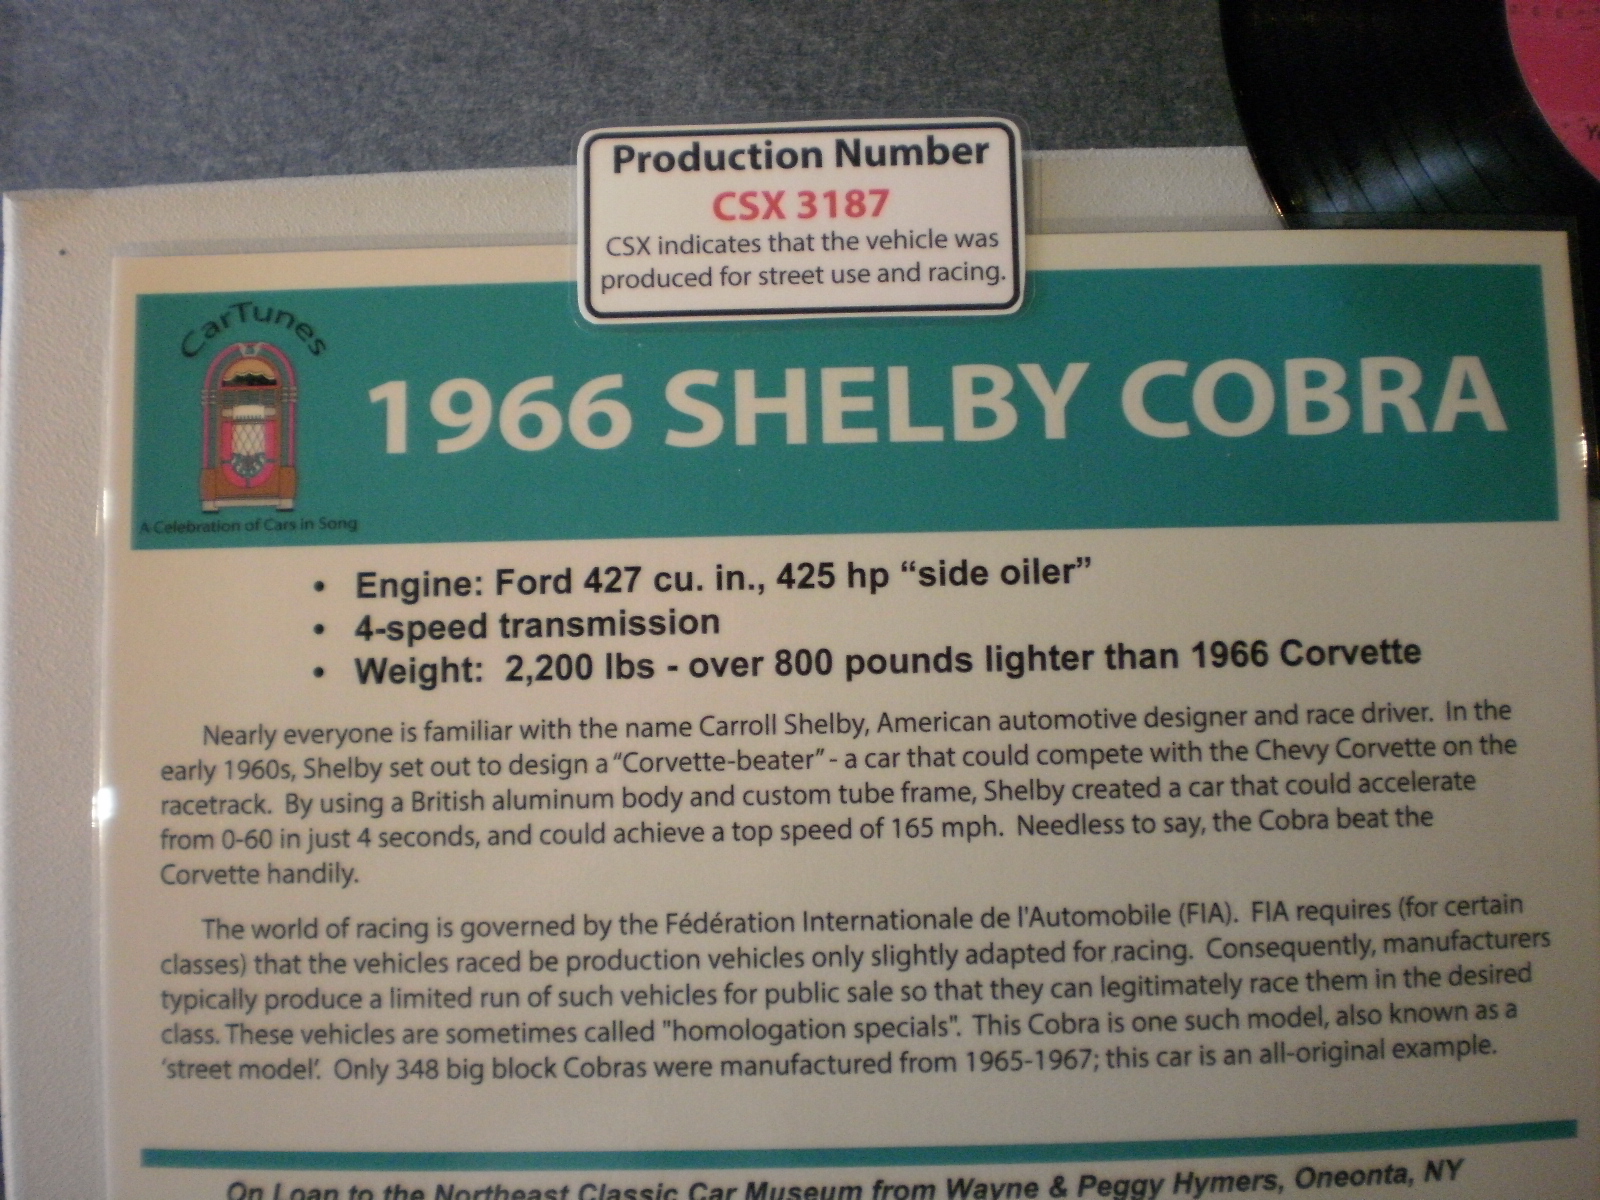 Production Number
CSX 3187
CSX indicates that the vehicle was
produced for street use and racing.
CarTunes
A Celebration of Cars in Song
1966 SHELBY COBRA
• Engine: Ford 427 cu. in., 425 hp “side oiler”
• 4-speed transmission
• Weight: 2,200 lbs - over 800 pounds lighter than 1966 Corvette
Nearly everyone is familiar with the name Carroll Shelby, American automotive designer and race driver. In the
early 1960s, Shelby set out to design a “Corvette-beater” - a car that could compete with the Chevy Corvette on the
racetrack. By using a British aluminum body and custom tube frame, Shelby created a car that could accelerate
from 0-60 in just 4 seconds, and could achieve a top speed of 165 mph. Needless to say, the Cobra beat the
Corvette handily.
The world of racing is governed by the Fédération Internationale de l'Automobile (FIA). FIA requires (for certain
classes) that the vehicles raced be production vehicles only slightly adapted for racing. Consequently, manufacturers
typically produce a limited run of such vehicles for public sale so that they can legitimately race them in the desired
class. These vehicles are sometimes called "homologation specials". This Cobra is one such model, also known as a
‘street model’. Only 348 big block Cobras were manufactured from 1965-1967; this car is an all-original example.
On Loan to the Northeast Classic Car Museum from Wayne & Peggy Hymers, Oneonta, NY